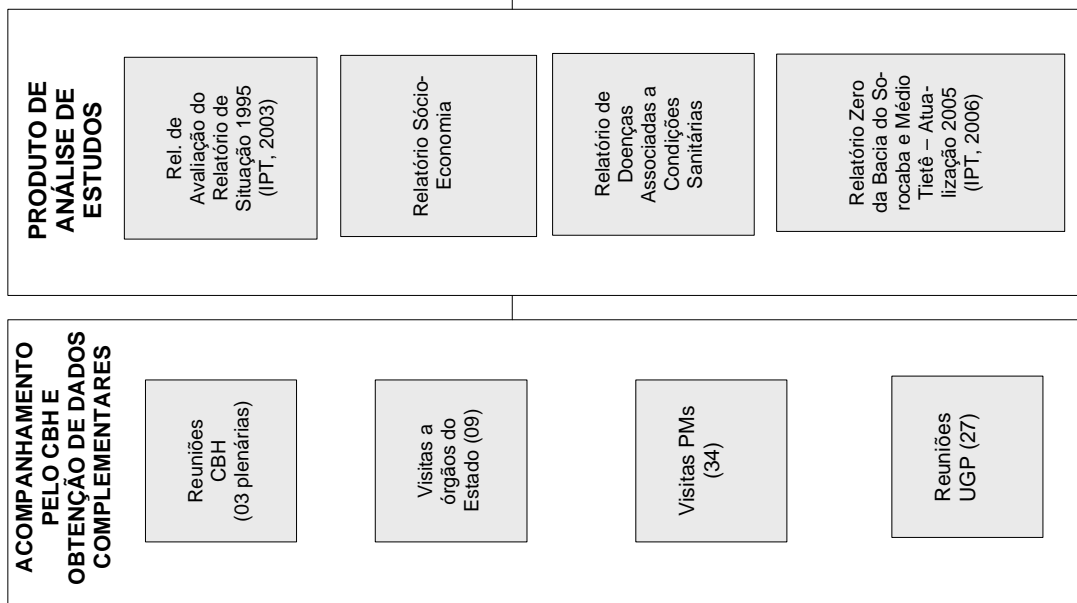 PRODUTO DE
ANÁLISE DE
ESTUDOS
Rel. de
Avaliação do
Relatório de
Situação 1995
(IPT, 2003)
Relatório Sócio-
Economia
Relatório de
Doenças
Associadas a
Condições
Sanitárias
Relatório Zero
da Bacia do So-
rocaba e Médio
Tietê – Atua-
lização 2005
(IPT, 2006)
ACOMPANHAMENTO
PELO CBH E
OBTENÇÃO DE DADOS
COMPLEMENTARES
Reuniões
CBH
(03 plenárias)
Visitas a
órgãos do
Estado (09)
Visitas PMs
(34)
Reuniões
UGP (27)